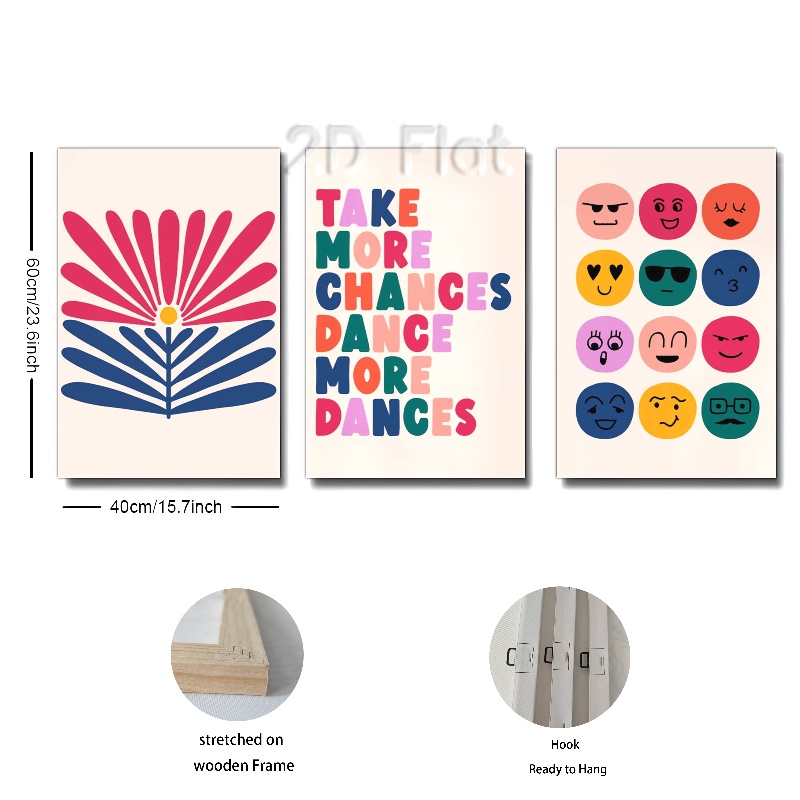 2D Flat
TAKE
MORE
CHANCES
DANCE
MORE
DANCES
60cm/23.6inch
40cm/15.7inch
stretched on
wooden Frame
Hook
Ready to Hang